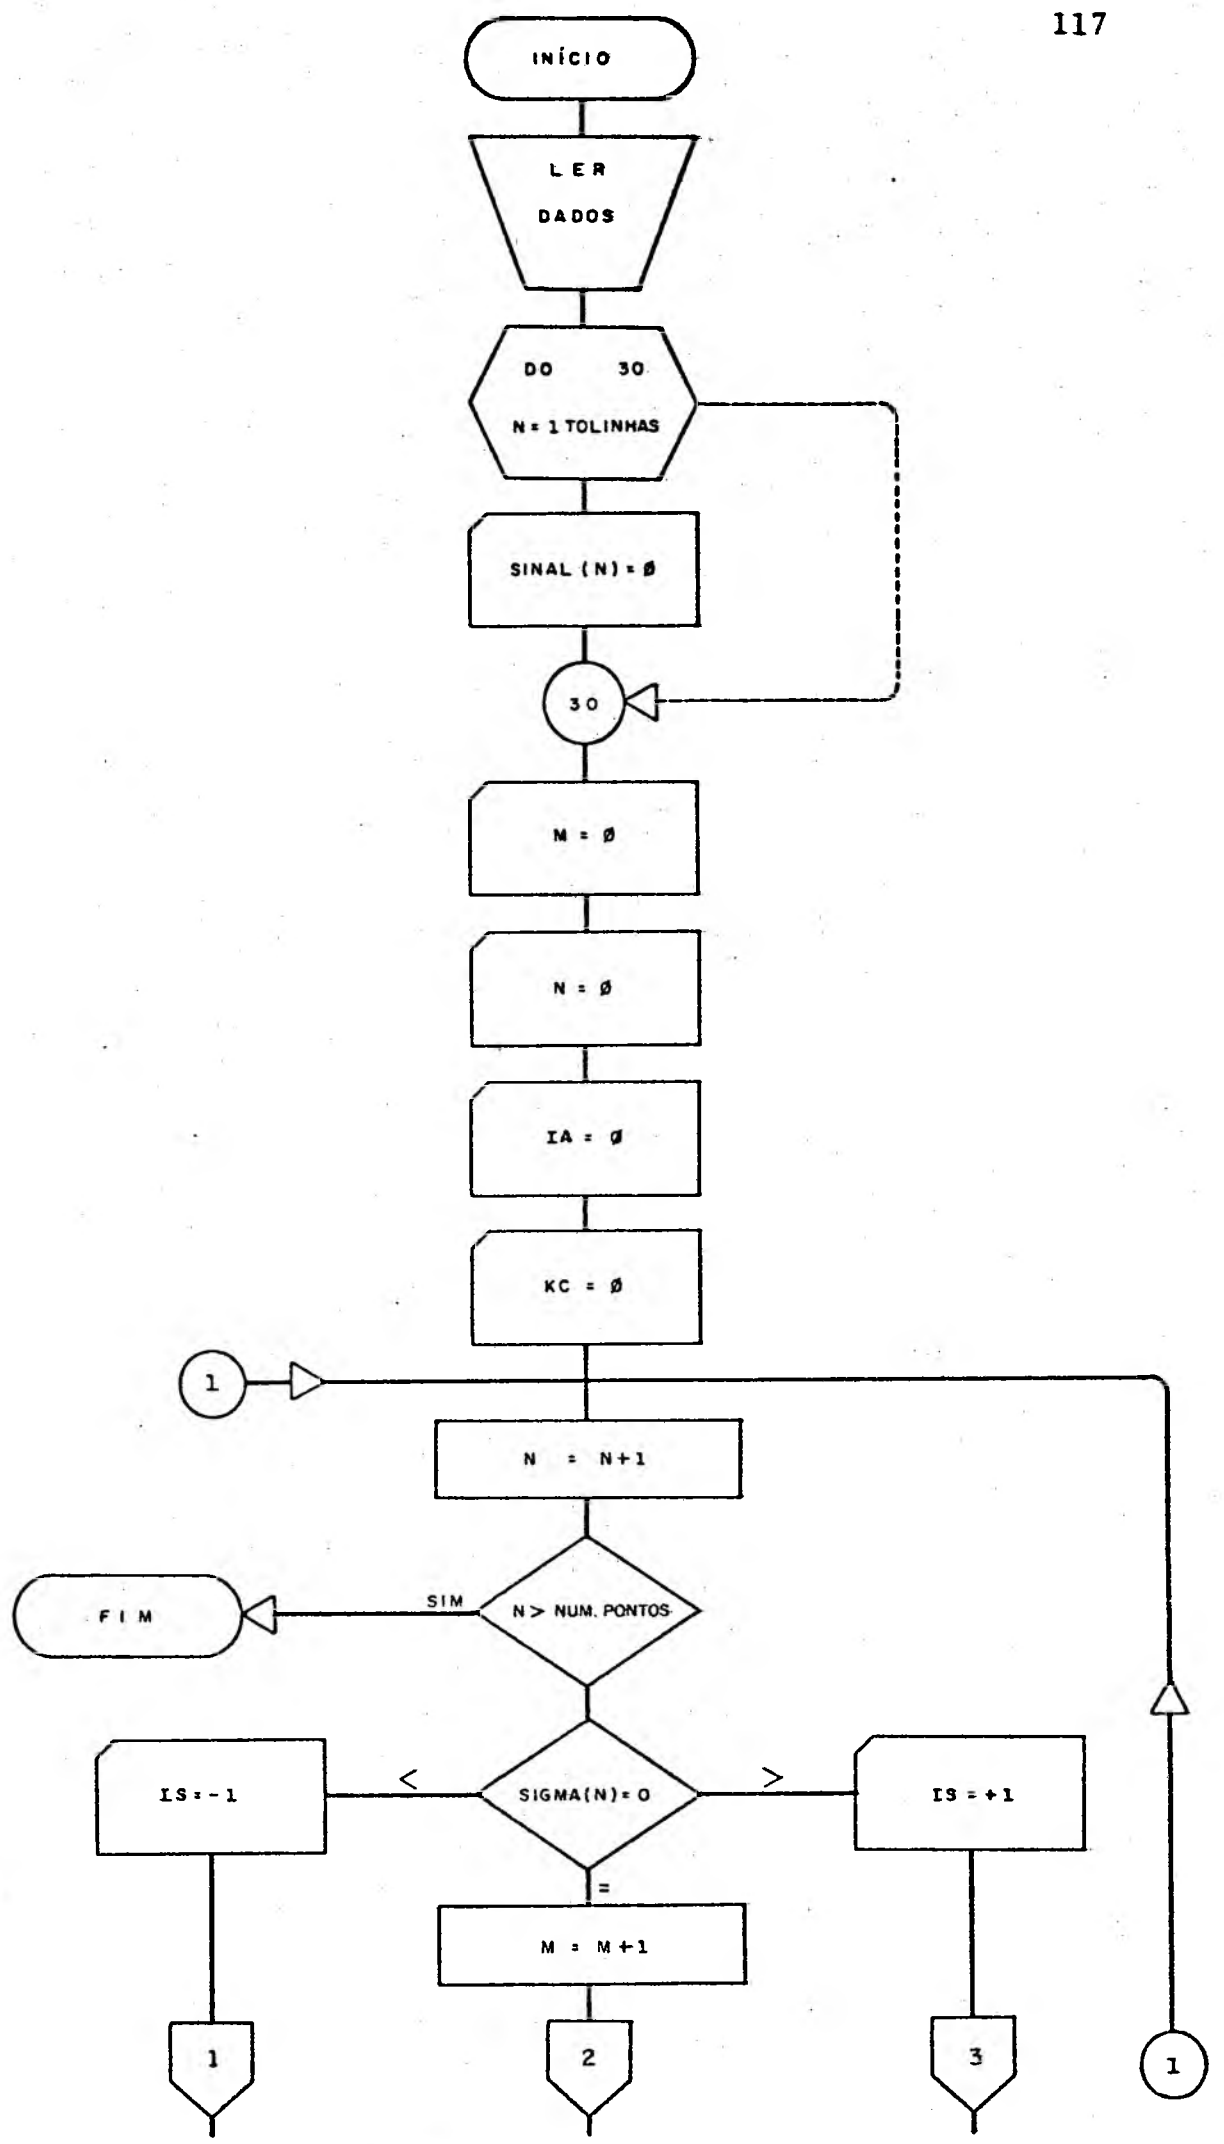 117
INÍCIO
LER
DADOS
DO 30
N = 1 TOLINHAS
SINAL (N) = Ø
30
M = Ø
N = Ø
IA = Ø
KC = Ø
1
N = N+1
SIM
N > NUM. PONTOS
FIM
<
>
IS = -1
SIGMA(N) = 0
IS = +1
=
M = M+1
1
2
3
1